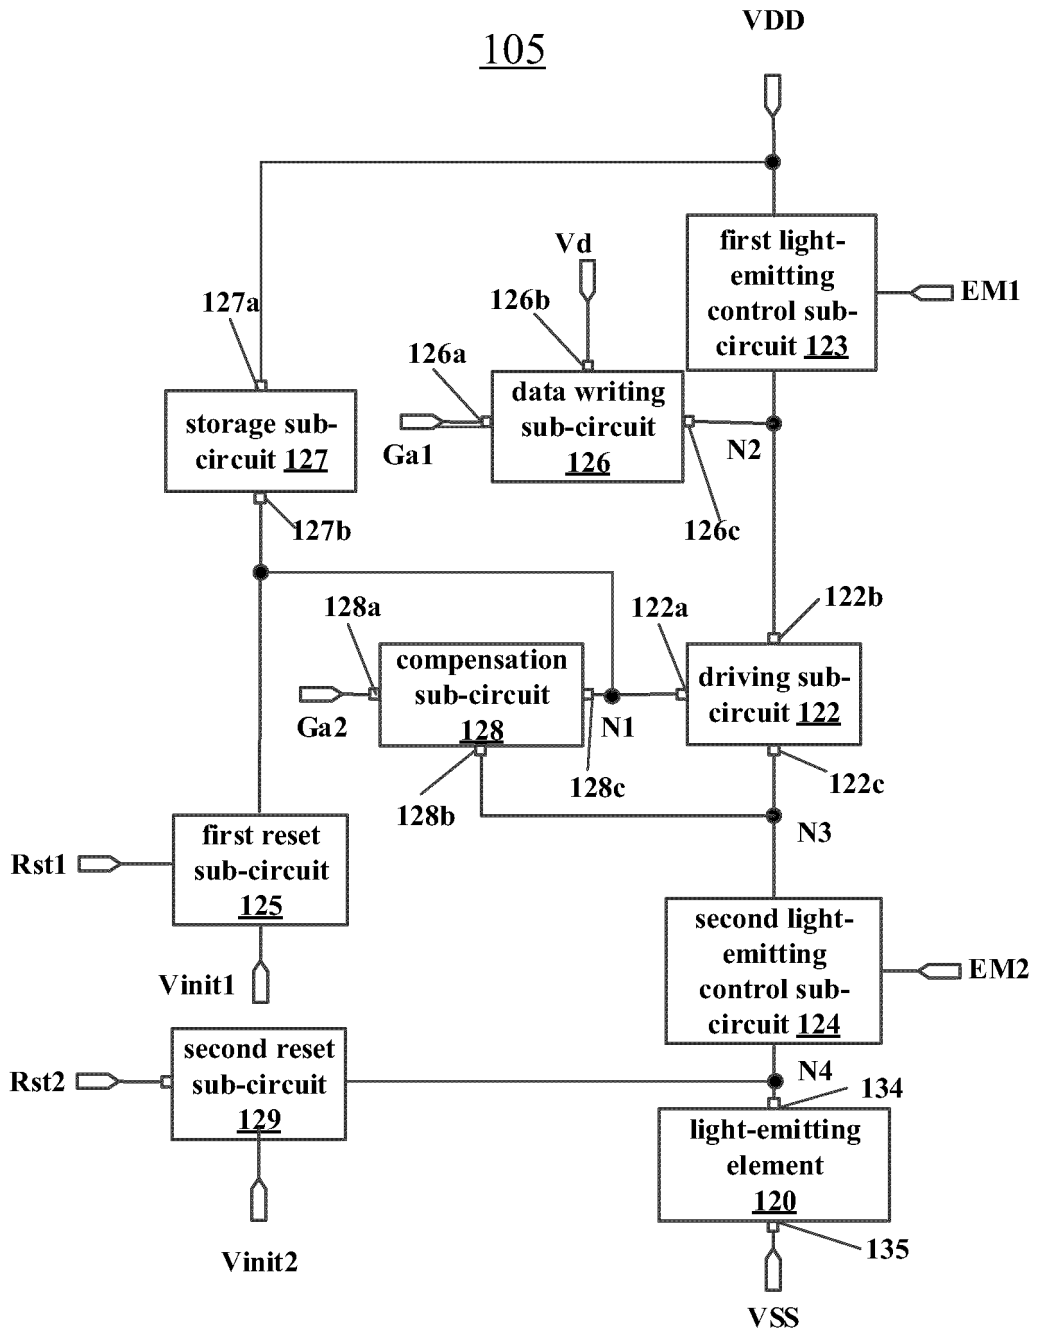 VDD
105
Vd
first light-
emitting
control sub-
circuit 123
EM1
127a
126b
126a
data writing
sub-circuit
126
Ga1
N2
126c
storage sub-
circuit 127
127b
128a
122a
122b
compensation
sub-circuit
128
Ga2
N1
driving sub-
circuit 122
128b
128c
122c
N3
first reset
sub-circuit
125
Rst1
Vinit1
second light-
emitting
control sub-
circuit 124
EM2
second reset
sub-circuit
129
Rst2
N4
134
light-emitting
element
120
Vinit2
135
VSS